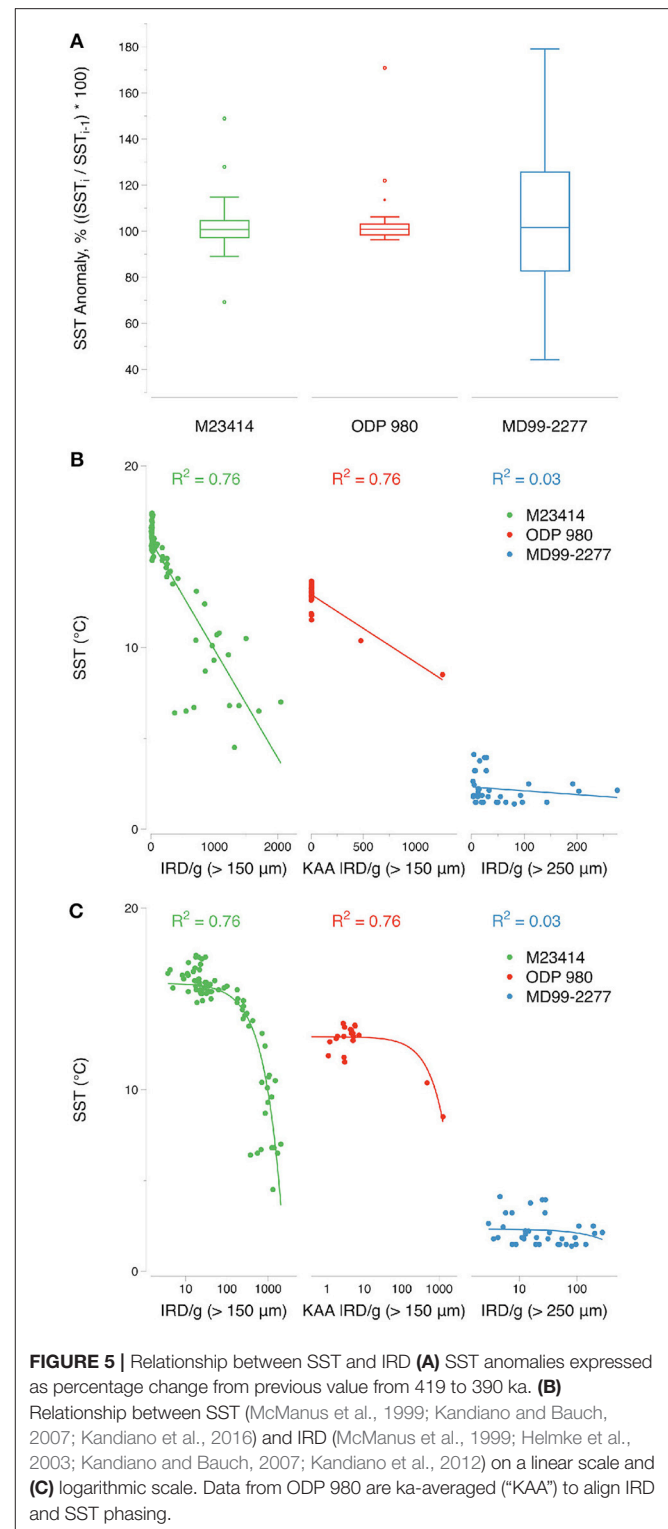 A
SST Anomaly, % ((SSTi / SSTi-1) * 100)
180
160
140
120
100
80
60
40
M23414 ODP 980 MD99-2277
B
R2 = 0.76 R2 = 0.76 R2 = 0.03
M23414
ODP 980
MD99-2277
SST (°C)
20
10
0
0 1000 2000 0 500 1000 0 100 200
IRD/g (> 150 µm) KAA IRD/g (> 150 µm) IRD/g (> 250 µm)
C
R2 = 0.76 R2 = 0.76 R2 = 0.03
M23414
ODP 980
MD99-2277
SST (°C)
20
10
0
10 100 1000 1 10 100 1000 10 100
IRD/g (> 150 µm) KAA IRD/g (> 150 µm) IRD/g (> 250 µm)
FIGURE 5 | Relationship between SST and IRD (A) SST anomalies expressed
as percentage change from previous value from 419 to 390 ka. (B)
Relationship between SST (McManus et al., 1999; Kandiano and Bauch,
2007; Kandiano et al., 2016) and IRD (McManus et al., 1999; Helmke et al.,
2003; Kandiano and Bauch, 2007; Kandiano et al., 2012) on a linear scale and
(C) logarithmic scale. Data from ODP 980 are ka-averaged (“KAA”) to align IRD
and SST phasing.